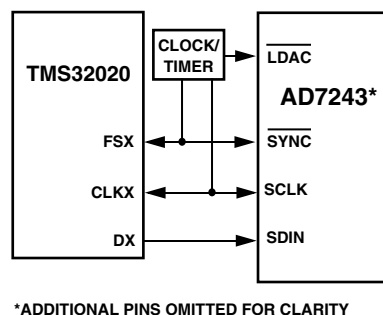 CLOCK/
TIMER
LDAC
TMS32020
AD7243*
FSX
SYNC
CLKX
SCLK
DX
SDIN
*ADDITIONAL PINS OMITTED FOR CLARITY